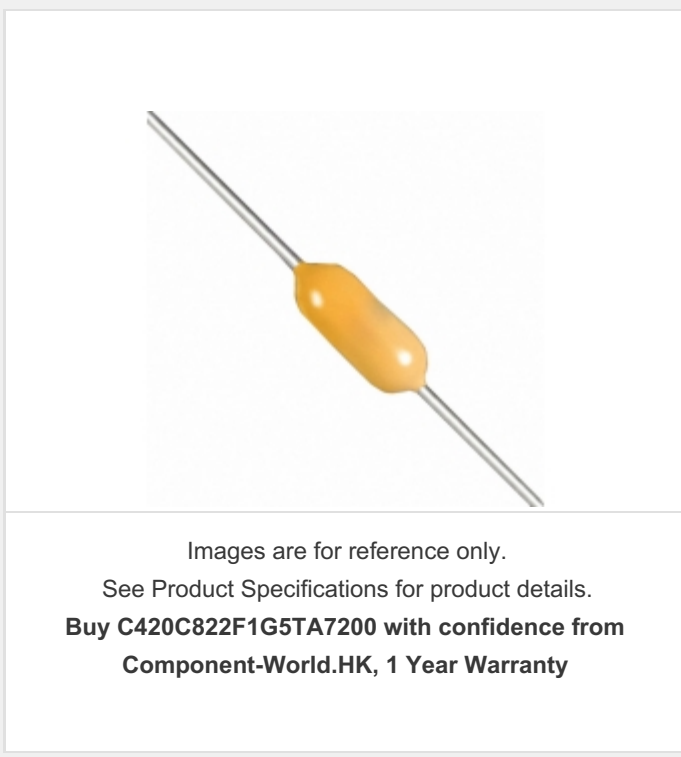 Images are for reference only.
See Product Specifications for product details.
Buy C420C822F1G5TA7200 with confidence from
Component-World.HK, 1 Year Warranty